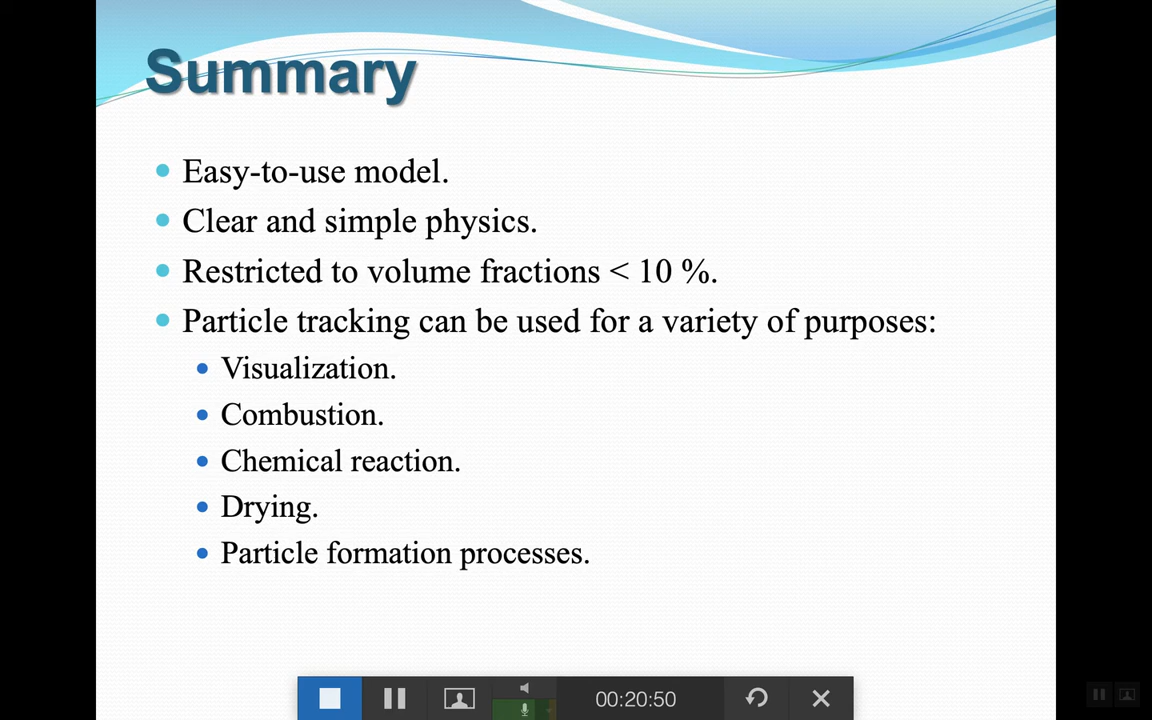 Summary
Easy-to-use model.
Clear and simple physics.
Restricted to volume fractions < 10 %.
Particle tracking can be used for a variety of purposes:
Visualization.
Combustion.
Chemical reaction.
Drying.
Particle formation processes.
00:20:50